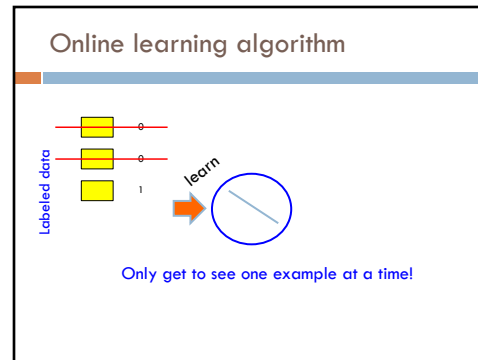 Online learning algorithm
Labeled data
0
0
1
learn
Only get to see one example at a time!